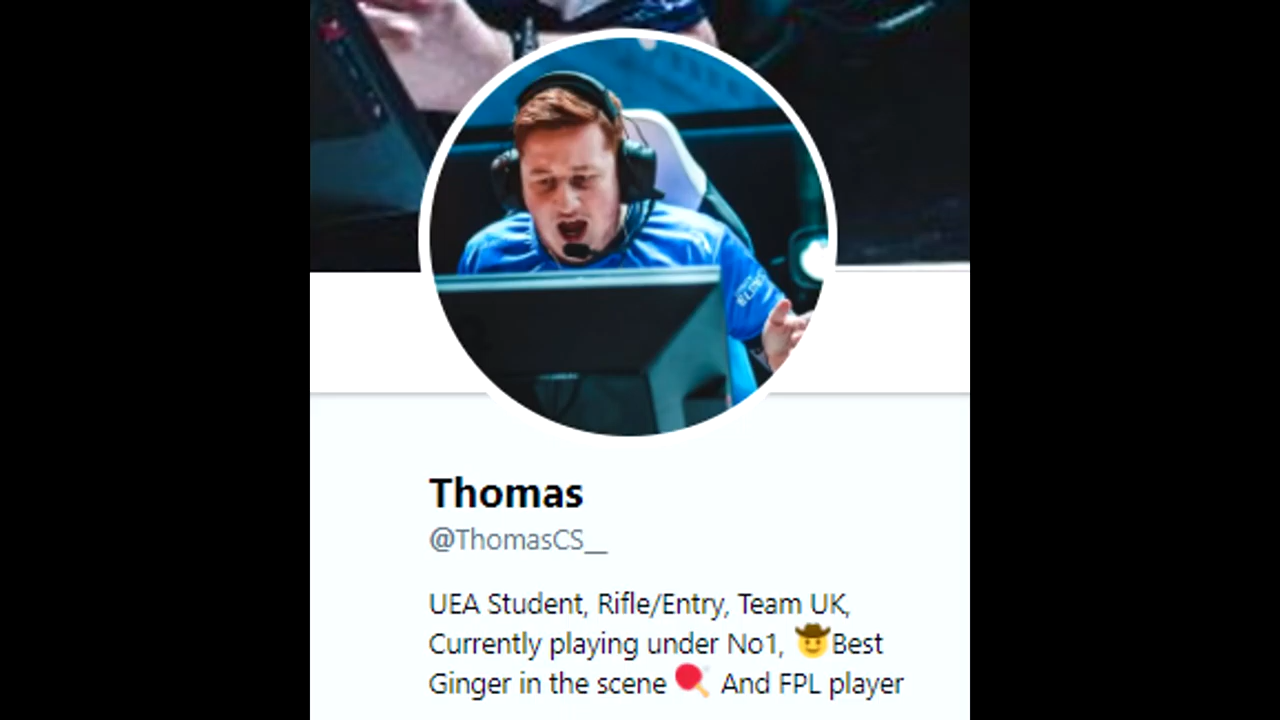 Thomas
@ThomasCS__
UEA Student, Rifle/Entry, Team UK,
Currently playing under No1, 🤠Best
Ginger in the scene 🏓 And FPL player